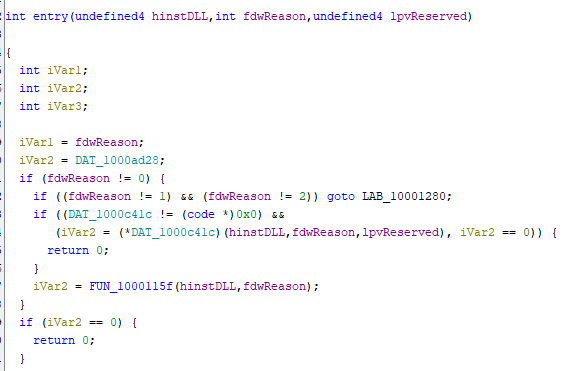 int entry(undefined4 hinstDLL,int fdwReason,undefined4 lpvReserved)
{
int iVar1;
int iVar2;
int iVar3;
iVar1 = fdwReason;
iVar2 = DAT_1000ad28;
if (fdwReason != 0) {
if ((fdwReason != 1) && (fdwReason != 2)) goto LAB_10001280;
if ((DAT_1000c41c != (code *)0x0) &&
(iVar2 = (*DAT_1000c41c)(hinstDLL,fdwReason,lpvReserved), iVar2 == 0)) {
return 0;
}
iVar2 = FUN_1000115f(hinstDLL,fdwReason);
}
if (iVar2 == 0) {
return 0;
}